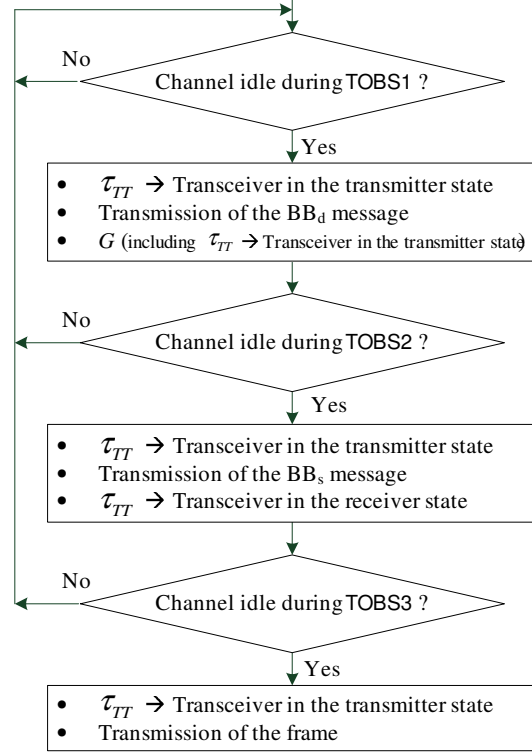 No
Channel idle during TOBS1 ?
Yes
• τTT → Transceiver in the transmitter state
• Transmission of the BBd message
• G (including τTT → Transceiver in the transmitter state)
No
Channel idle during TOBS2 ?
Yes
• τTT → Transceiver in the transmitter state
• Transmission of the BBs message
• τTT → Transceiver in the receiver state
No
Channel idle during TOBS3 ?
Yes
• τTT → Transceiver in the transmitter state
• Transmission of the frame